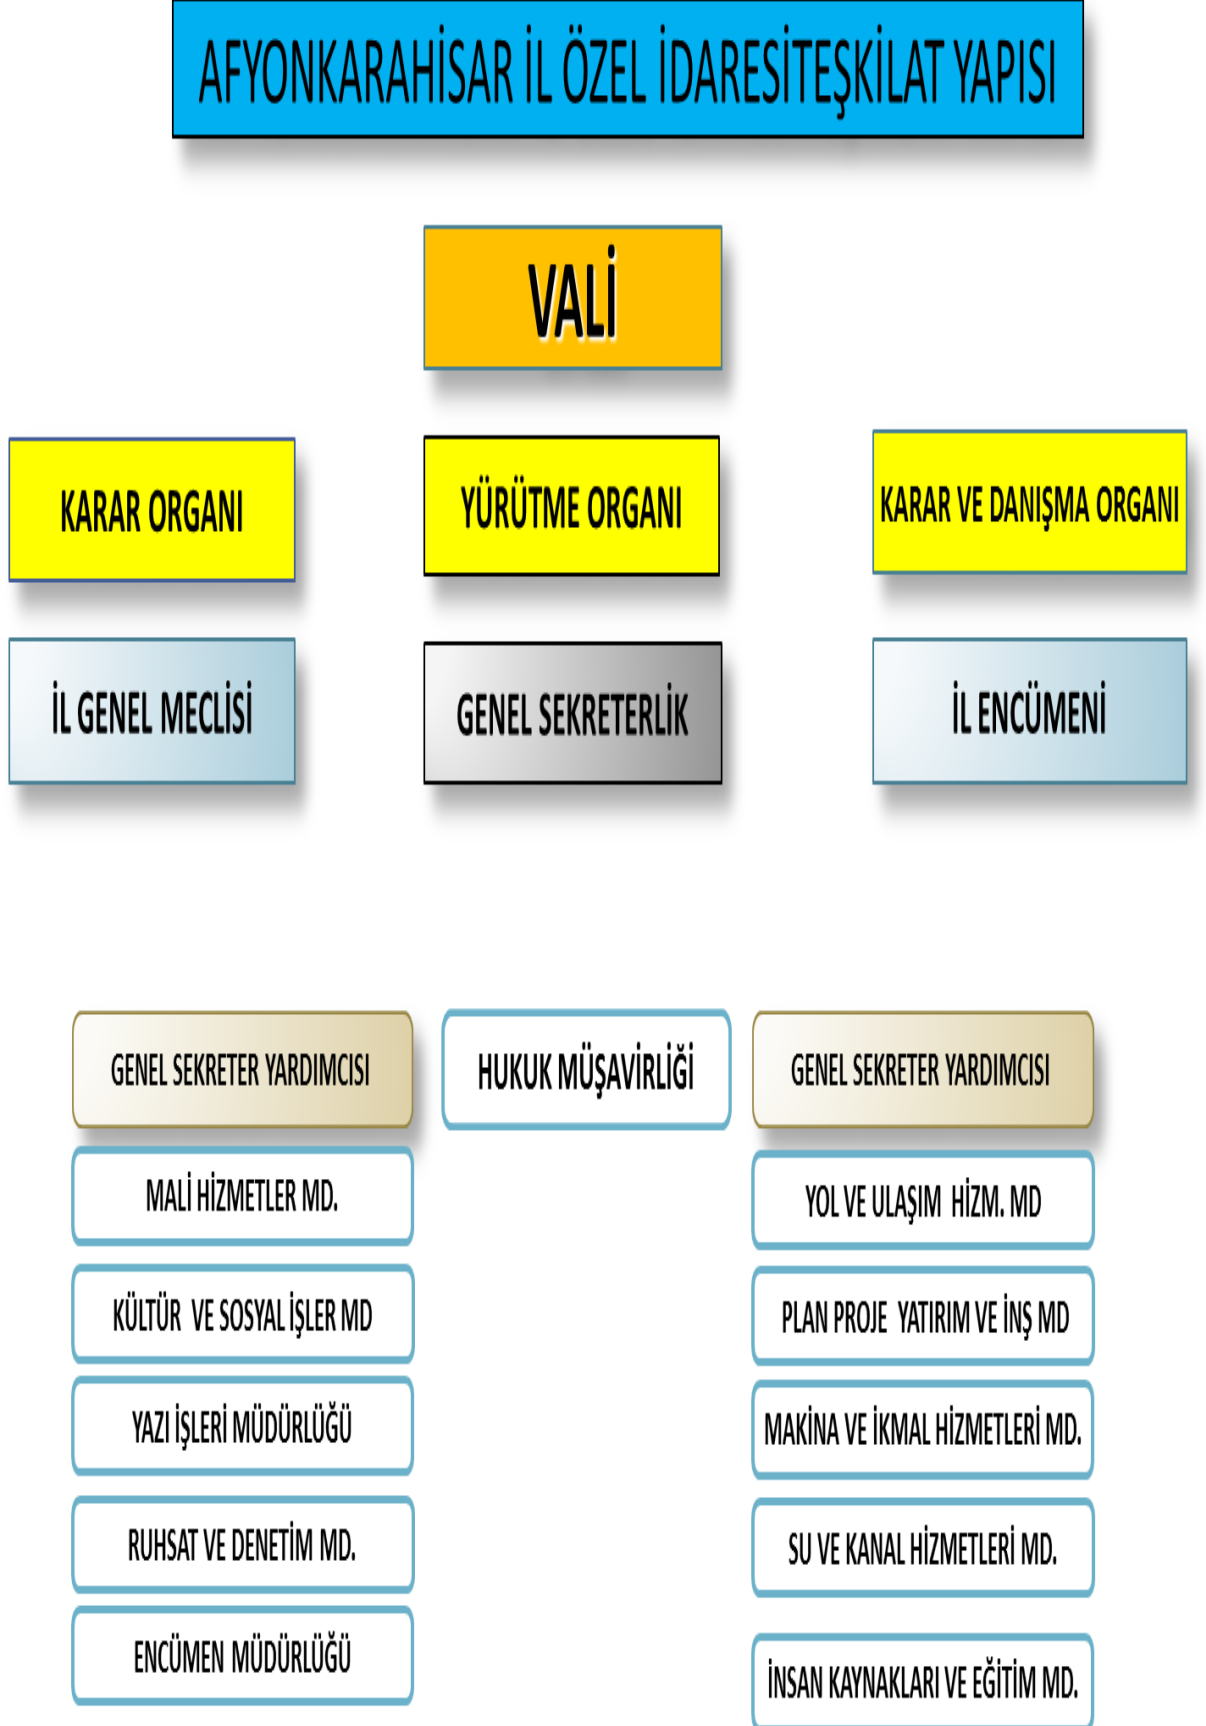 AFYONKARAHİSAR İL ÖZEL İDARESİTEŞKİLAT YAPISI
VALİ
KARAR ORGANI
YÜRÜTME ORGANI
KARAR VE DANIŞMA ORGANI
İL GENEL MECLİSİ
GENEL SEKRETERLİK
İL ENCÜMENİ
GENEL SEKRETER YARDIMCISI
HUKUK MÜŞAVİRLİĞİ
GENEL SEKRETER YARDIMCISI
MALİ HİZMETLER MD.
KÜLTÜR VE SOSYAL İŞLER MD
YAZI İŞLERİ MÜDÜRLÜĞÜ
RUHSAT VE DENETİM MD.
ENCÜMEN MÜDÜRLÜĞÜ
YOL VE ULAŞIM HİZM. MD
PLAN PROJE YATIRIM VE İNŞ MD
MAKİNA VE İKMAL HİZMETLERİ MD.
SU VE KANAL HİZMETLERİ MD.
İNSAN KAYNAKLARI VE EĞİTİM MD.